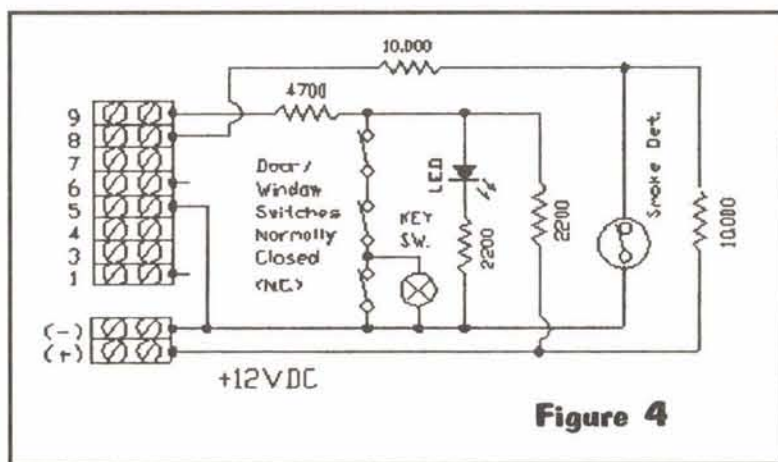 10.000
4700
9
8
7
6
5
4
3
1
Door/
Window
Switches
Normally
Closed
<N.C.>
KEY
SW.
LED
2200
2200
Smoke Det.
10.000
(-)
(+)
+12VDC
Figure 4